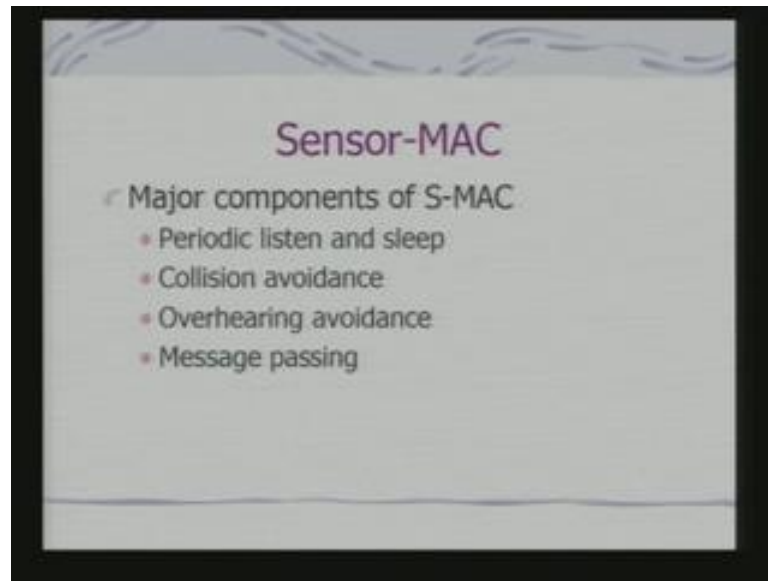 Sensor-MAC
Major components of S-MAC
Periodic listen and sleep
Collision avoidance
Overhearing avoidance
Message passing